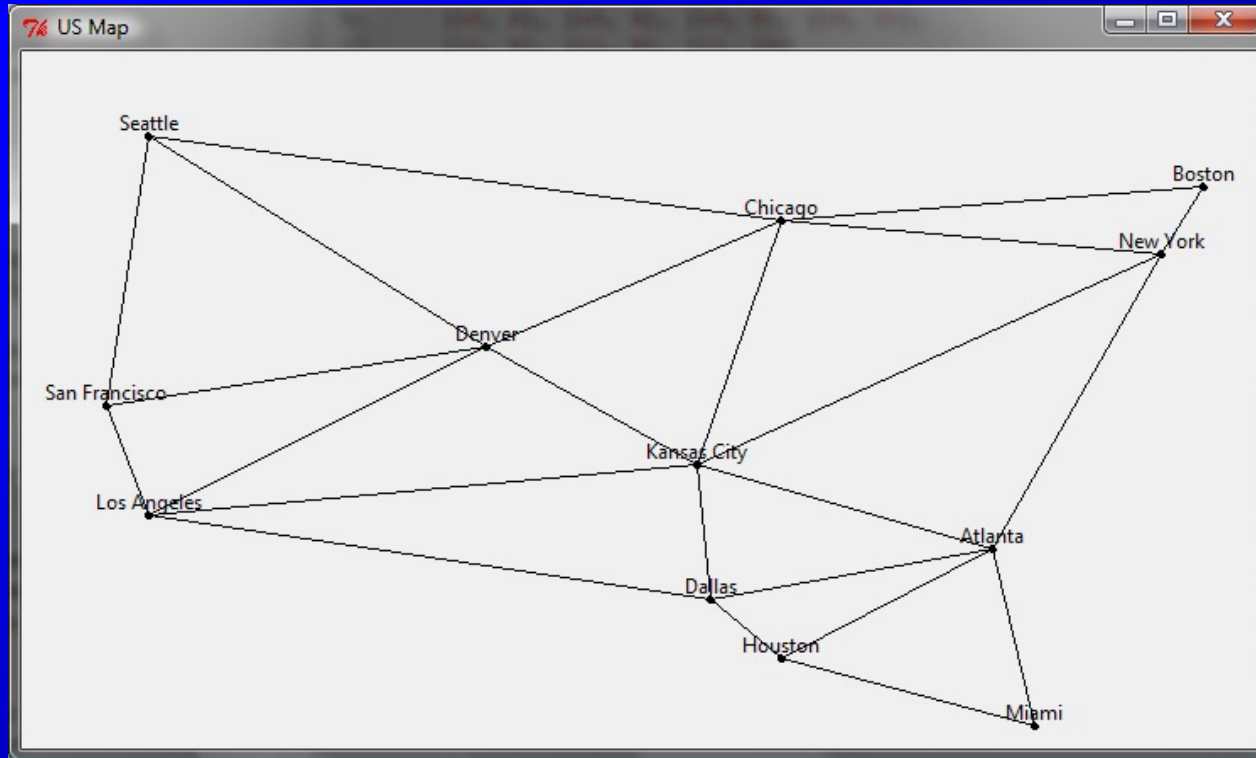 US Map
Seattle
Boston
Chicago
New York
Denver
San Francisco
Kansas City
Los Angeles
Atlanta
Dallas
Houston
Miami